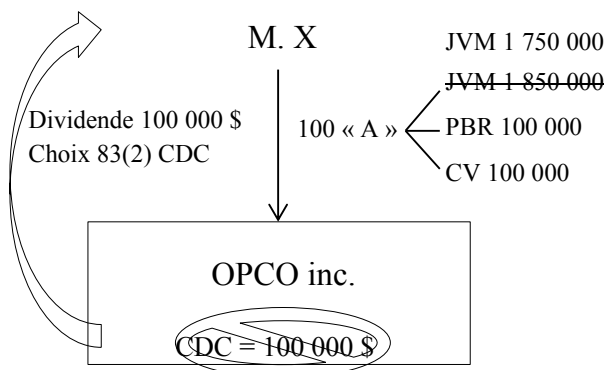 M. X
JVM 1 750 000
JVM 1 850 000
Dividende 100 000 $
Choix 83(2) CDC
100 « A »
PBR 100 000
CV 100 000
OPCO inc.
CDC = 100 000 $